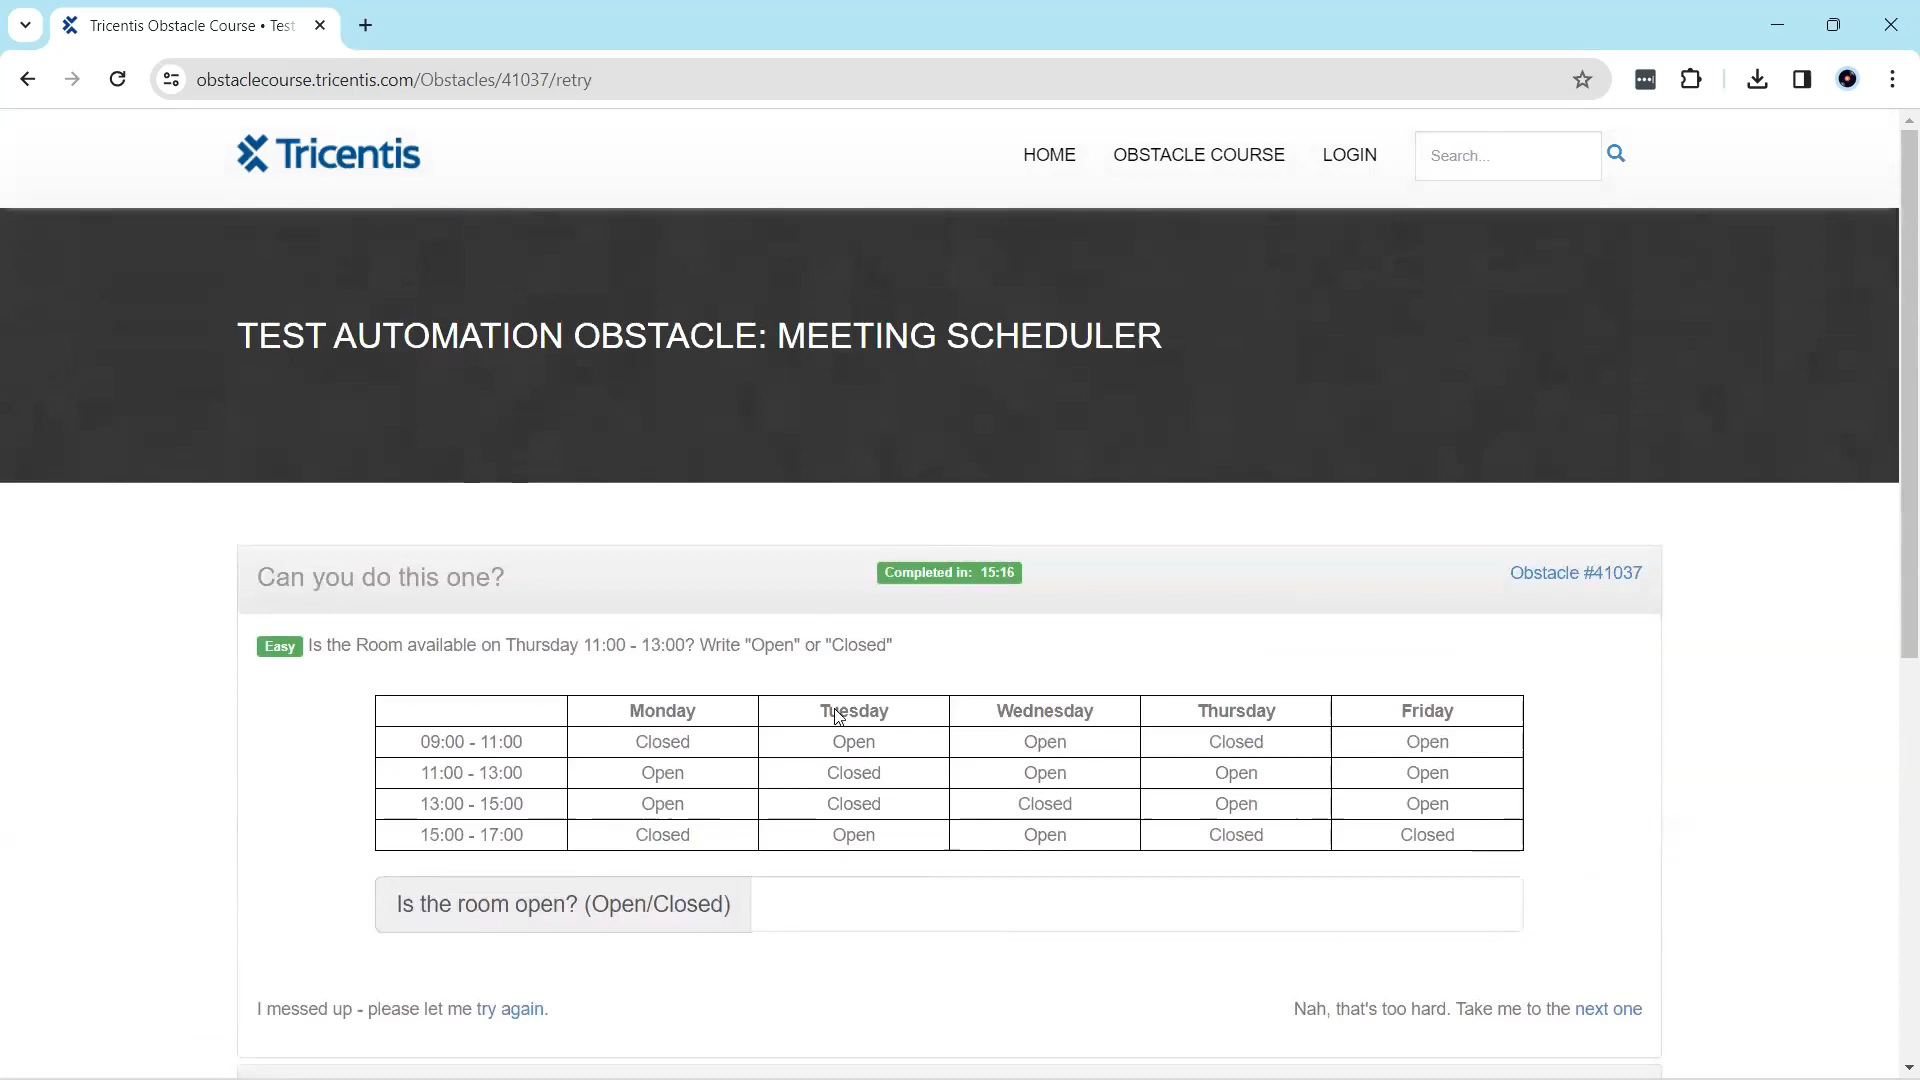 Tricentis Obstacle Course • Test
obstaclecourse.tricentis.com/Obstacles/41037/retry
Tricentis
HOME OBSTACLE COURSE LOGIN Search...
TEST AUTOMATION OBSTACLE: MEETING SCHEDULER
Can you do this one? Completed in: 15:16 Obstacle #41037
Easy Is the Room available on Thursday 11:00 - 13:00? Write "Open" or "Closed"
Monday Tuesday Wednesday Thursday Friday
09:00 - 11:00 Closed Open Open Closed Open
11:00 - 13:00 Open Closed Open Open Open
13:00 - 15:00 Open Closed Closed Open Open
15:00 - 17:00 Closed Open Open Closed Closed
Is the room open? (Open/Closed)
I messed up - please let me try again. Nah, that's too hard. Take me to the next one